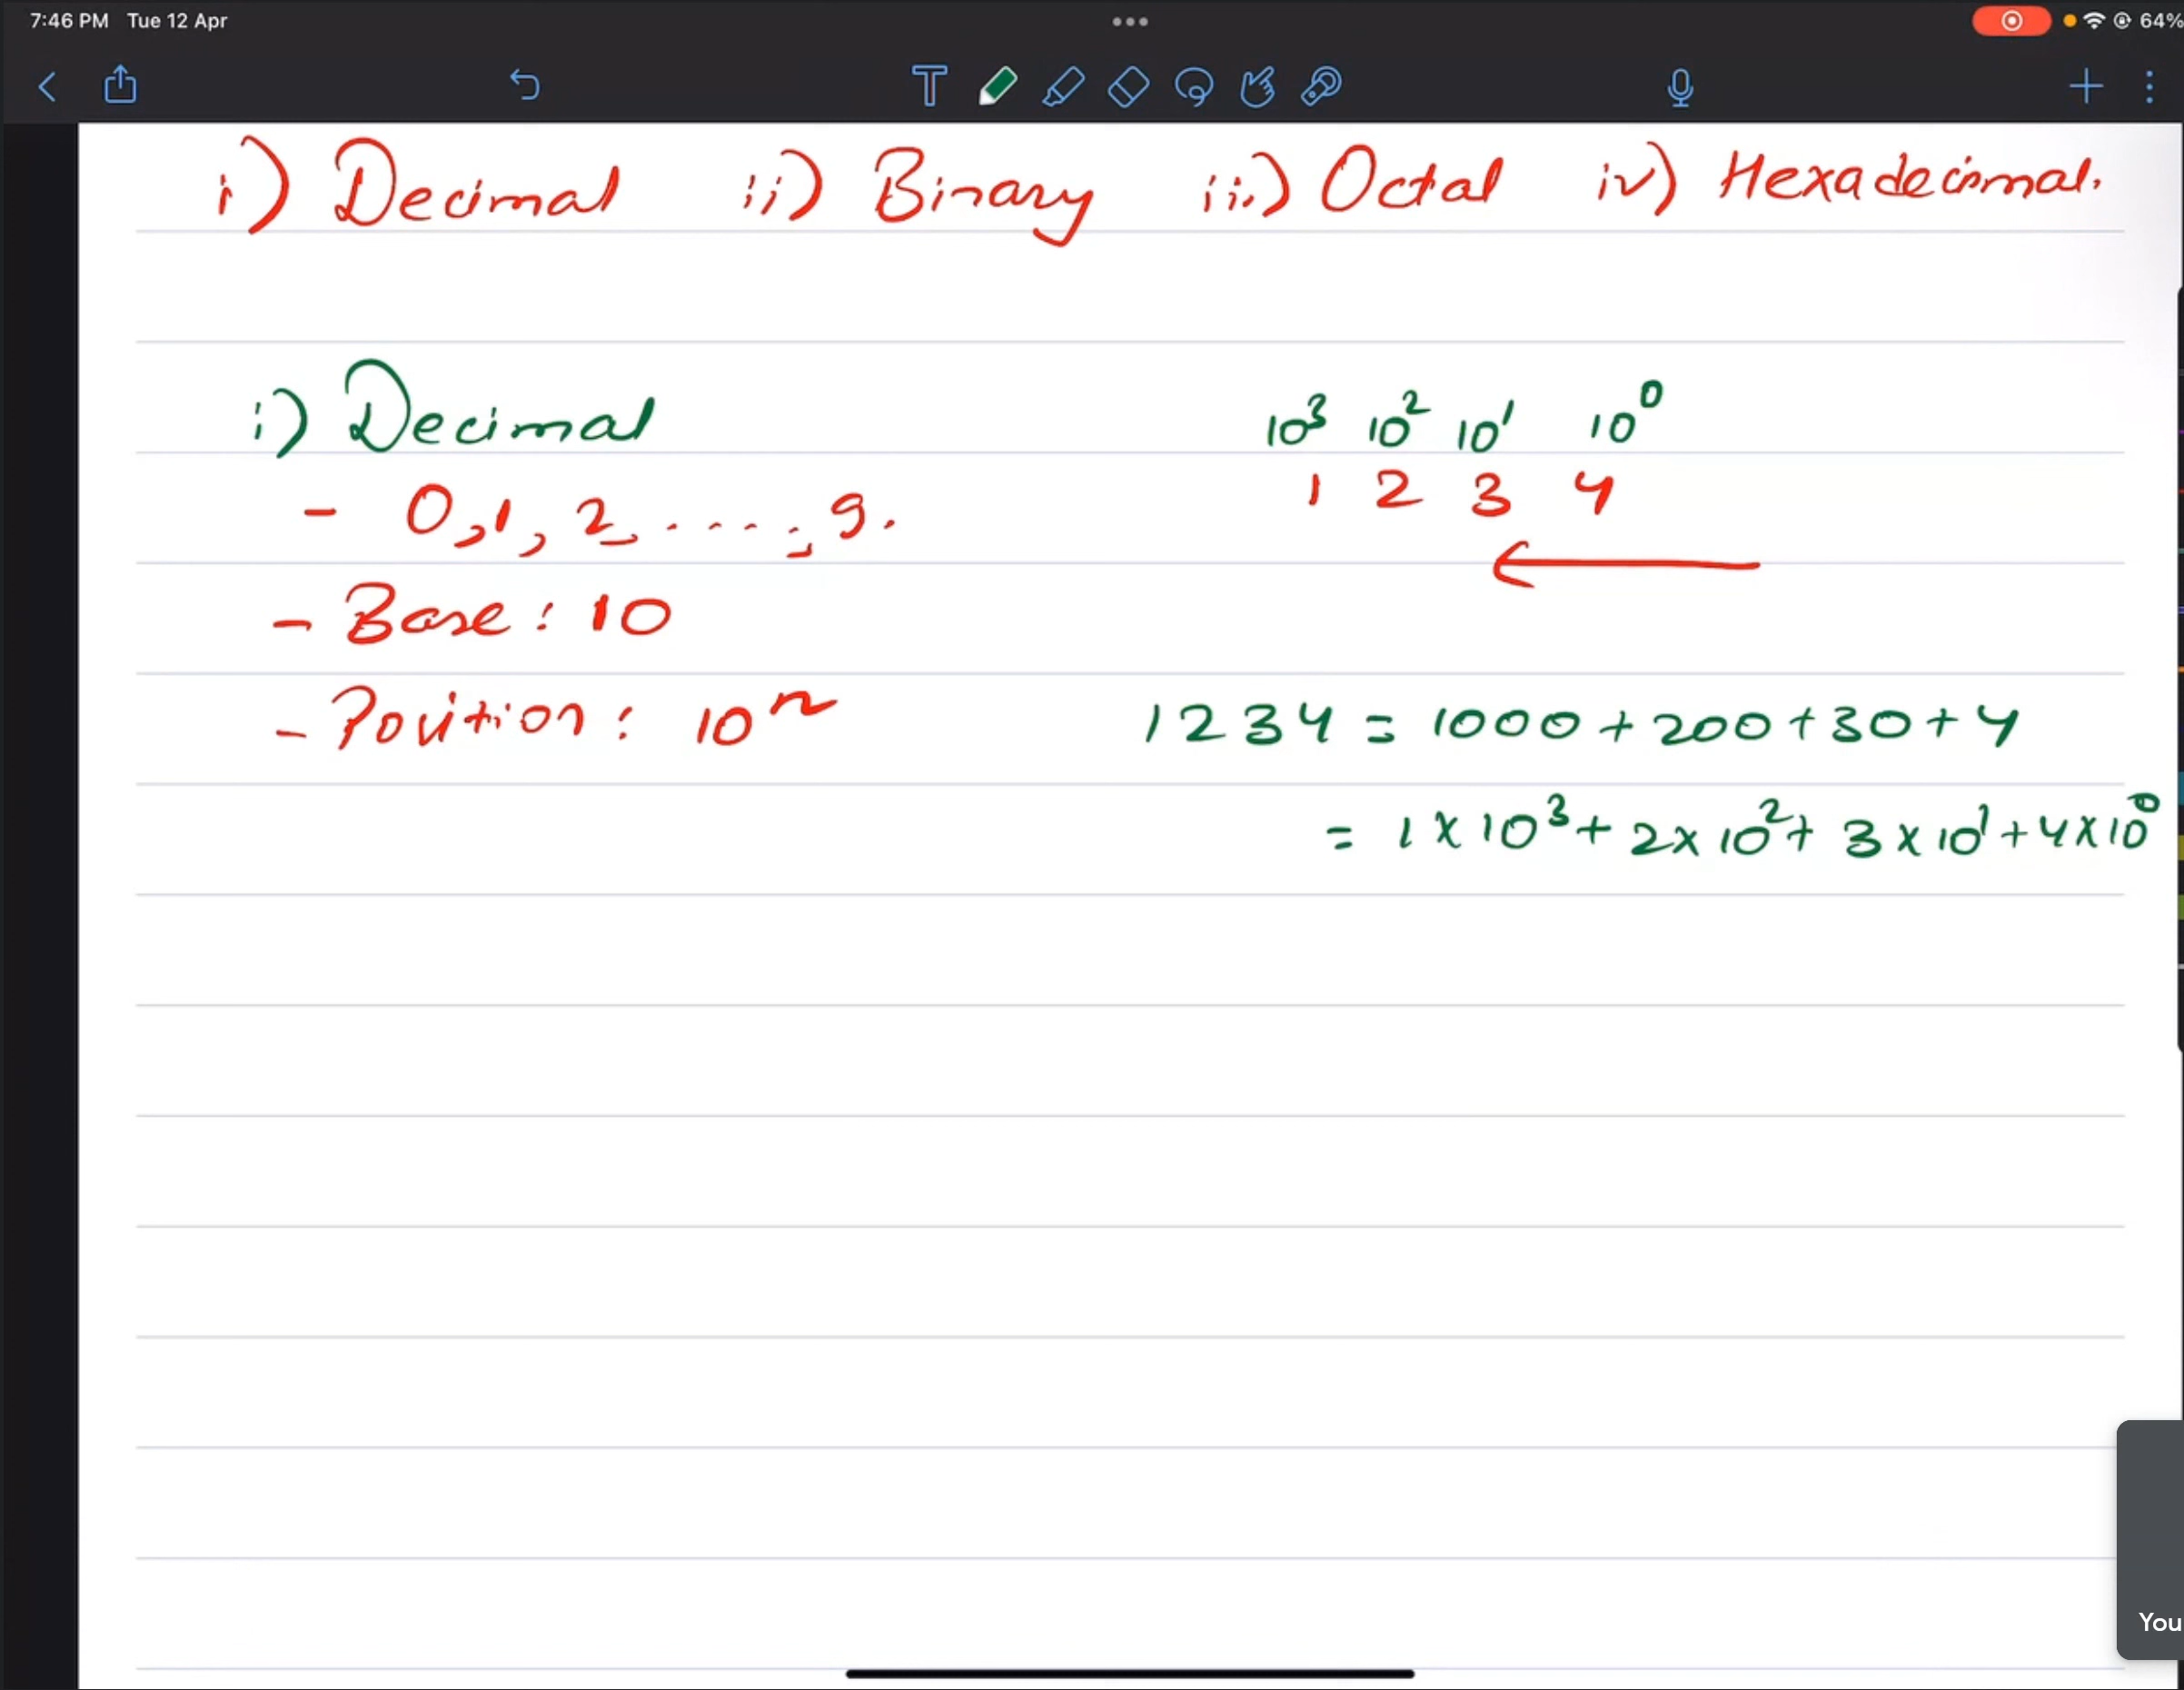 7:46 PM Tue 12 Apr 64%
i) Decimal ii) Binary iii) Octal iv) Hexadecimal.
i) Decimal 10³ 10² 10¹ 10⁰
- 0,1, 2, ....., 9. 1 2 3 4
- Base : 10
- Position : 10ⁿ 1234 = 1000 + 200 + 30 + 4
= 1 x 10³ + 2 x 10² + 3 x 10¹ + 4 x 10⁰
You